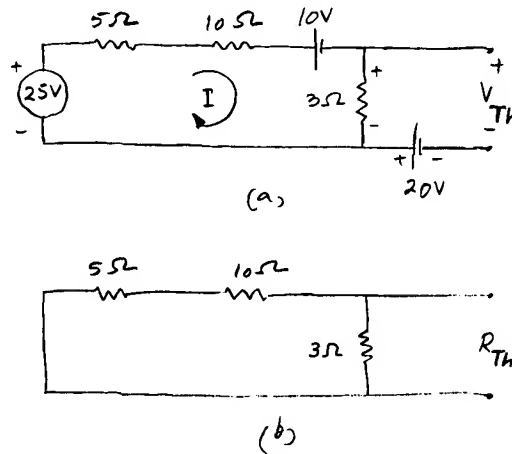 5Ω 10Ω 10V
+ 25V -
I
3Ω + -
+ V Th -
+ - 20V
(a)
5Ω 10Ω
3Ω
R Th
(b)